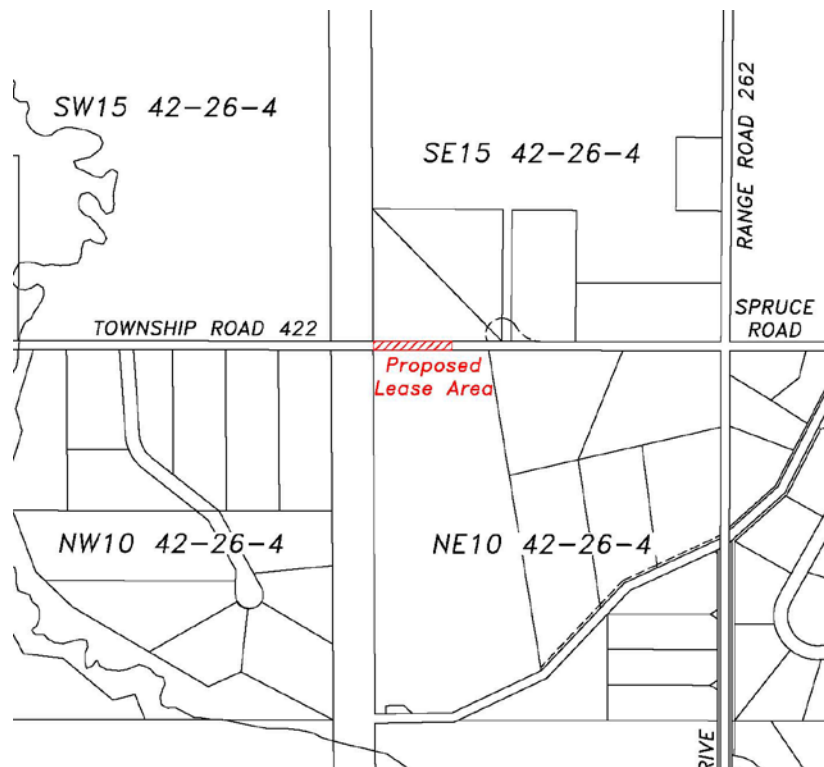 SW15 42-26-4
SE15 42-26-4
RANGE ROAD 262
TOWNSHIP ROAD 422
SPRUCE
ROAD
Proposed
Lease Area
NW10 42-26-4
NE10 42-26-4
RIVE